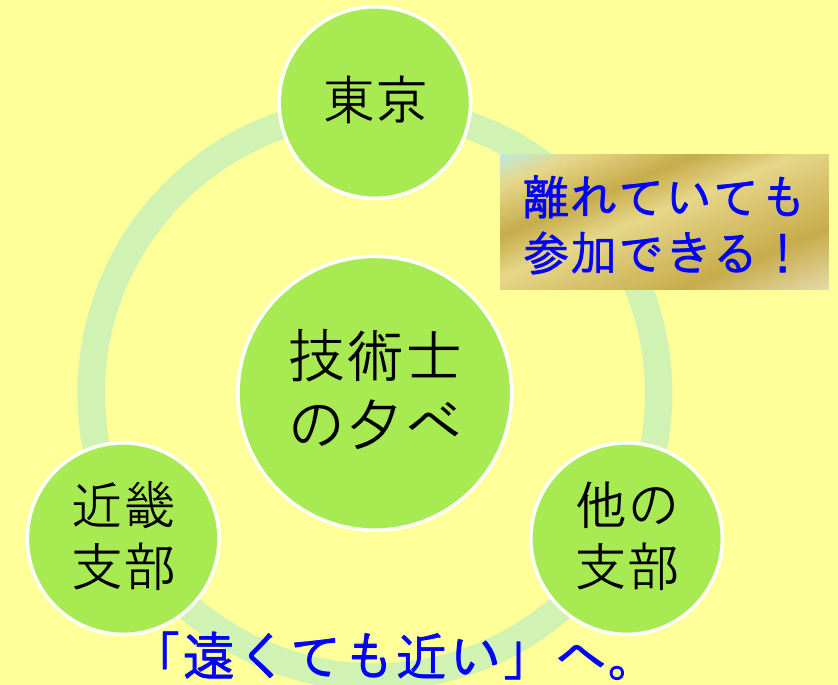 東京
離れていても
参加できる！
技術士
の夕べ
近畿
支部
他の
支部
「遠くても近い」へ。